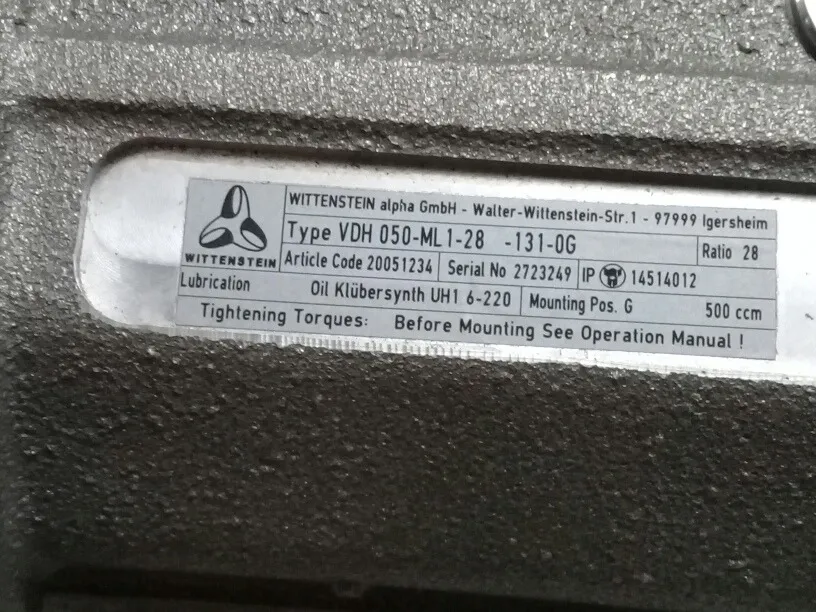 WITTENSTEIN
WITTENSTEIN alpha GmbH - Walter-Wittenstein-Str.1 - 97999 Igersheim
Type VDH 050-ML1-28 -131-0G Ratio 28
Article Code 20051234 Serial No 2723249 IP 14514012
Lubrication Oil Klübersynth UH1 6-220 Mounting Pos. G 500 ccm
Tightening Torques: Before Mounting See Operation Manual !